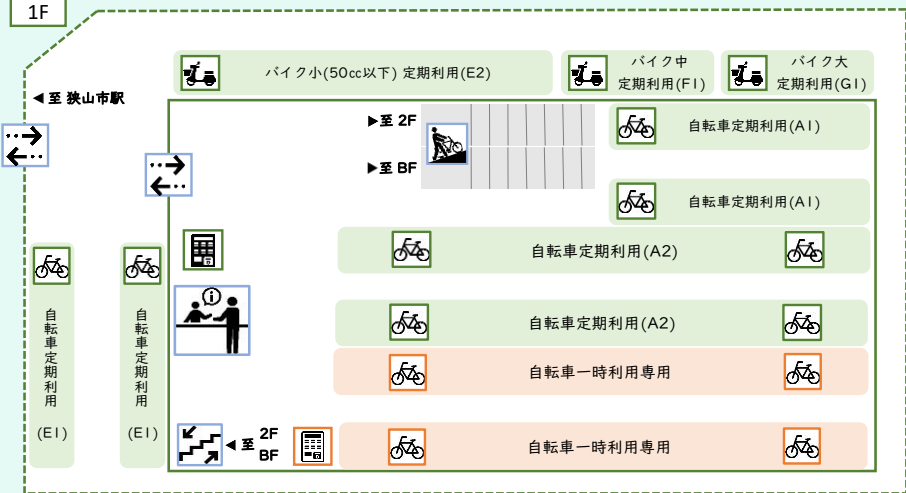 1F
バイク小(50cc以下) 定期利用(E2)
バイク中
定期利用(F1)
バイク大
定期利用(G1)
◀ 至 狭山市駅
▶至 2F
自転車定期利用(A1)
▶至 BF
自転車定期利用(A1)
自転車定期利用(A2)
自転車定期利用
(E1)
自転車定期利用
(E1)
自転車定期利用(A2)
自転車一時利用専用
◀ 至 2F
BF
自転車一時利用専用